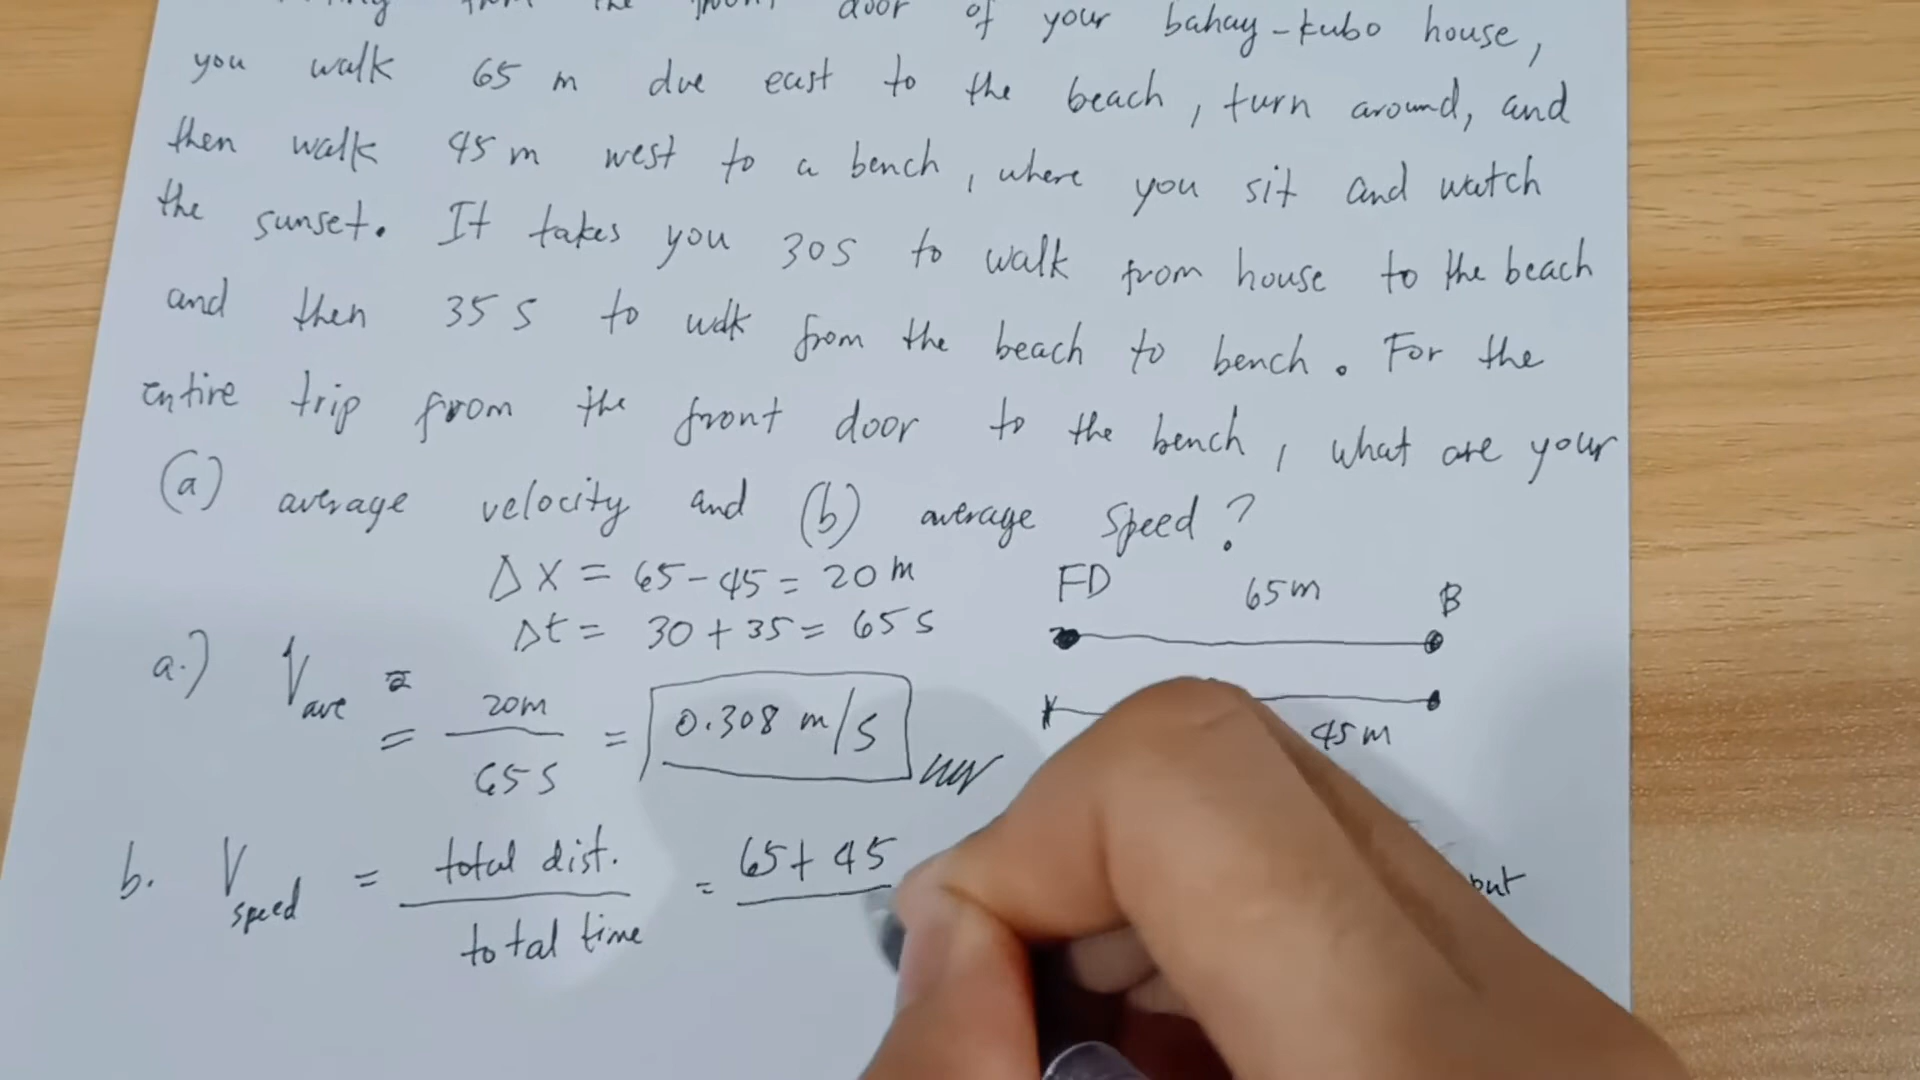 the door of your bahay-kubo house,
you walk 65 m due east to the beach, turn around, and
then walk 45 m west to a bench, where you sit and watch
the sunset. It takes you 30 s to walk from house to the beach
and then 35 s to walk from the beach to bench. For the
entire trip from the front door to the bench, what are your
(a) average velocity and (b) average speed?
Δx = 65 - 45 = 20 m
Δt = 30 + 35 = 65 s
FD 65m B
45m
a.) Vave =
= 20m / 65 s = 0.308 m/s
b. Vspeed = total dist. / total time = 65 + 45